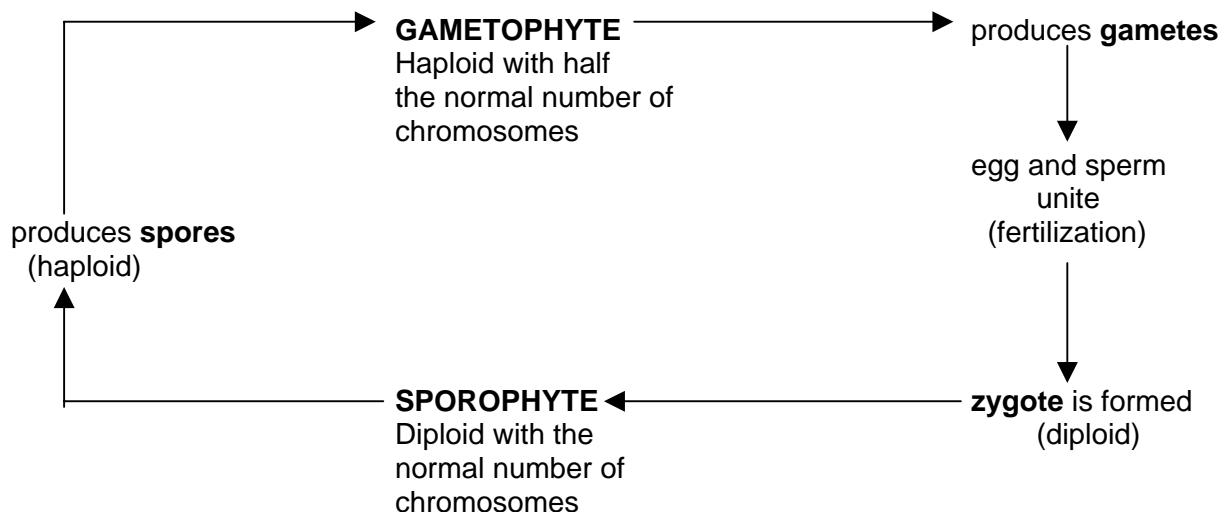 GAMETOPHYTE
Haploid with half
the normal number of
chromosomes
produces gametes
egg and sperm
unite
(fertilization)
zygote is formed
(diploid)
SPOROPHYTE
Diploid with the
normal number of
chromosomes
produces spores
(haploid)